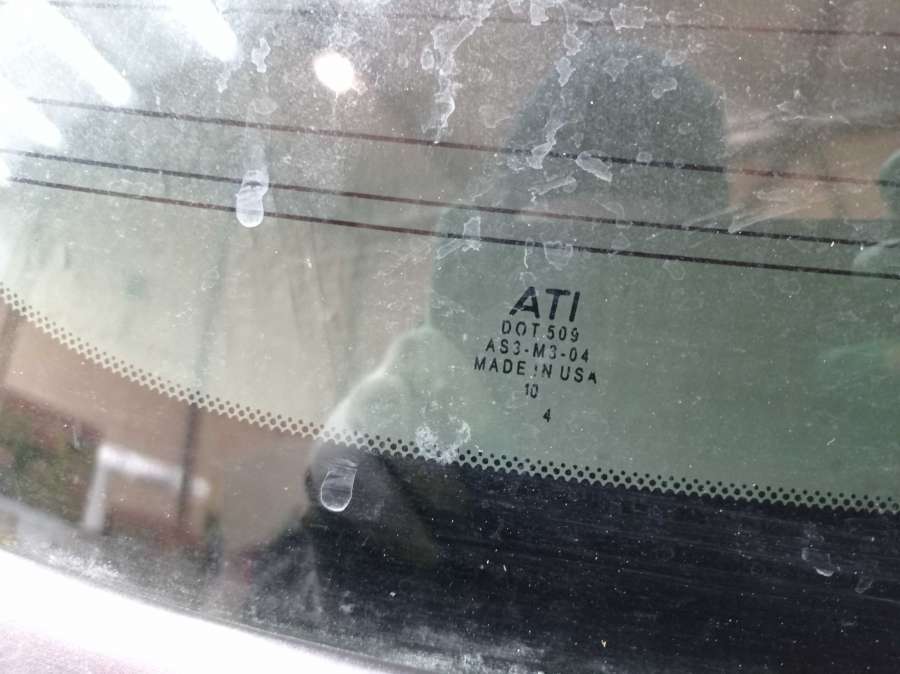 ATI
DOT 509
AS3-M3-04
MADE IN USA
10
4